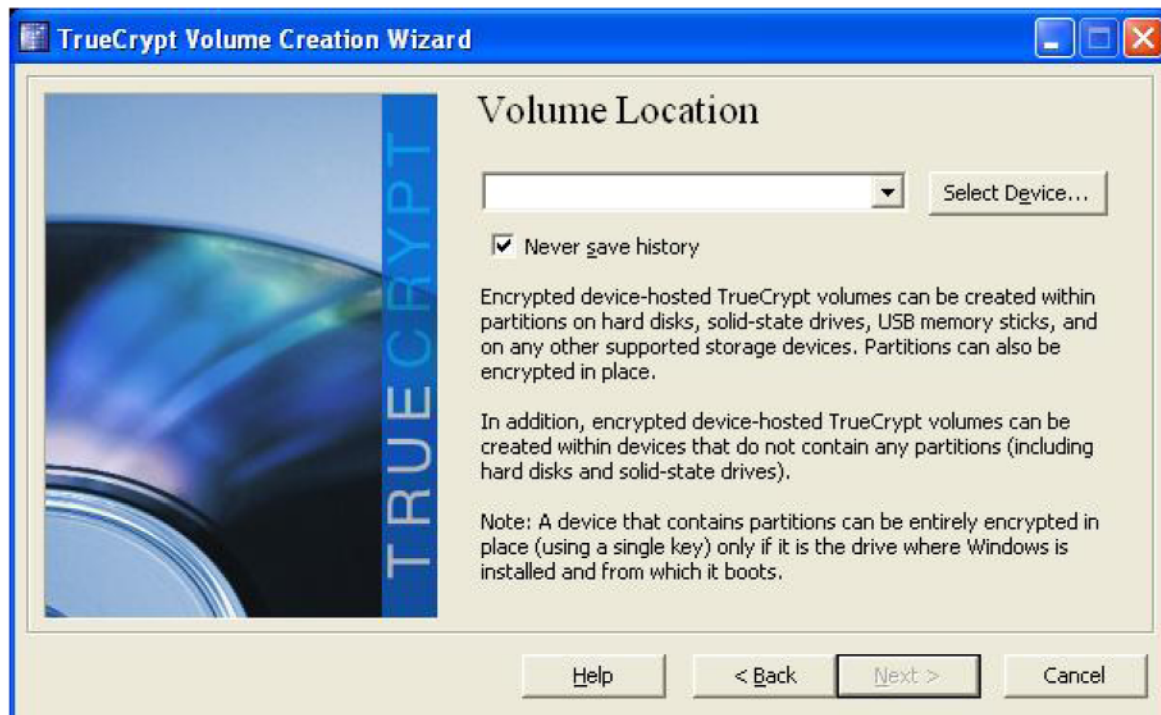 TrueCrypt Volume Creation Wizard
TRUECRYPT
Volume Location
Select Device...
Never save history
Encrypted device-hosted TrueCrypt volumes can be created within
partitions on hard disks, solid-state drives, USB memory sticks, and
on any other supported storage devices. Partitions can also be
encrypted in place.
In addition, encrypted device-hosted TrueCrypt volumes can be
created within devices that do not contain any partitions (including
hard disks and solid-state drives).
Note: A device that contains partitions can be entirely encrypted in
place (using a single key) only if it is the drive where Windows is
installed and from which it boots.
Help
< Back
Next >
Cancel